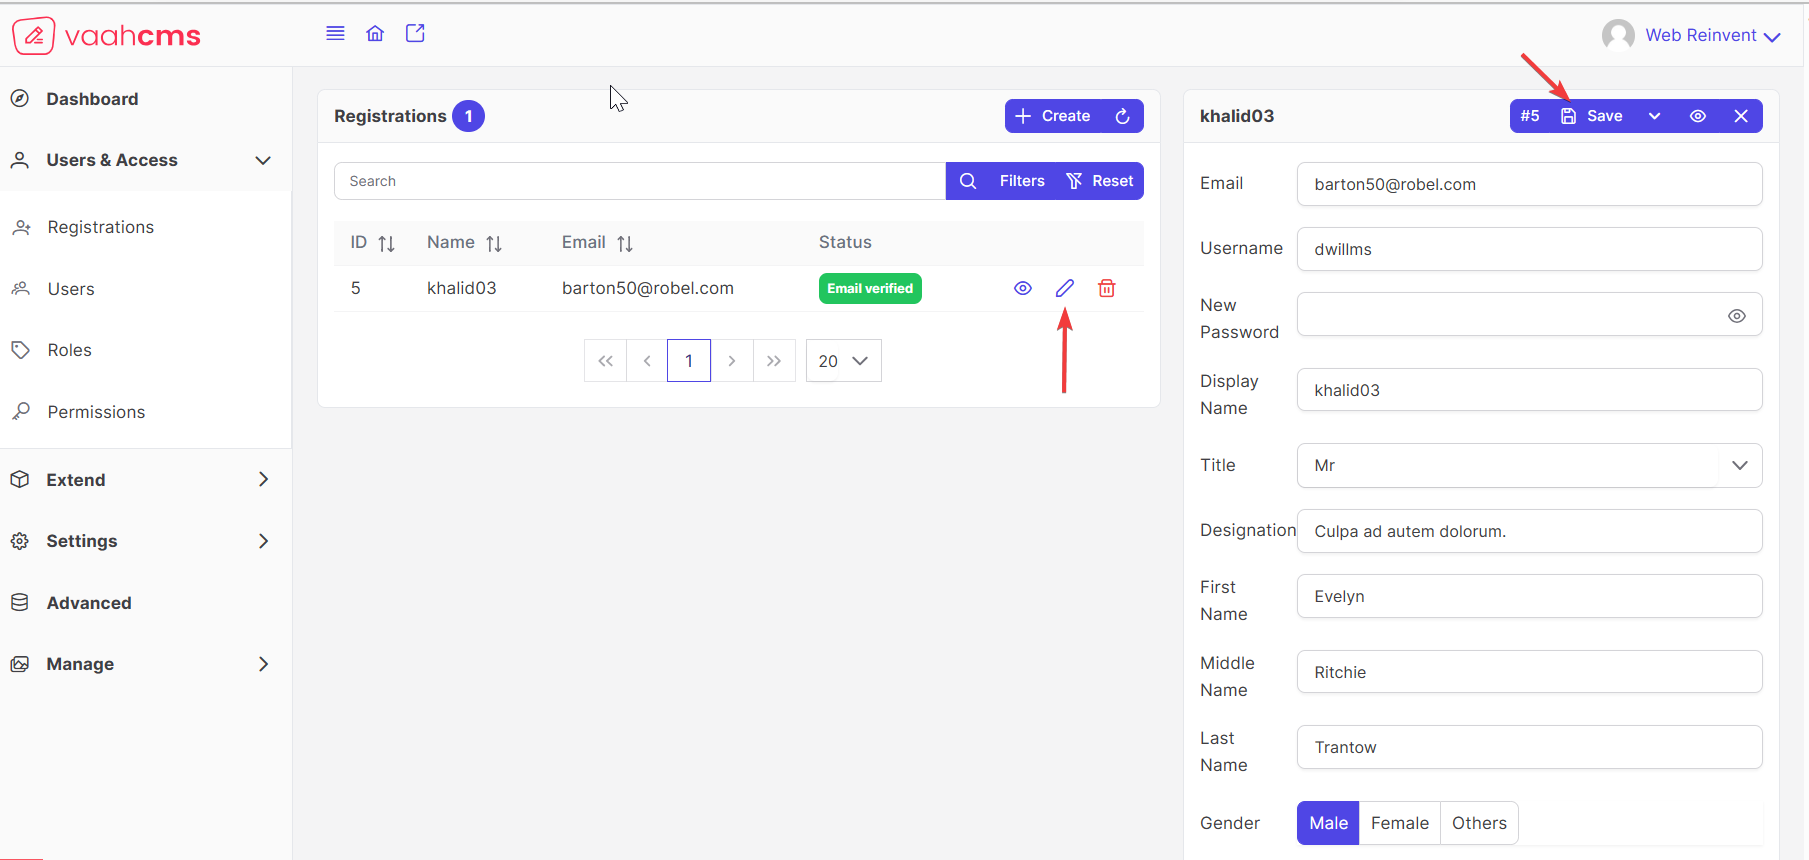 vaahcms
Web Reinvent
Dashboard
Users & Access
Registrations
Users
Roles
Permissions
Extend
Settings
Advanced
Manage
Registrations 1
Create
Search
Filters
Reset
ID Name Email Status
5 khalid03 barton50@robel.com Email verified
1
20
khalid03
#5 Save
Email barton50@robel.com
Username dwillms
New
Password
Display
Name
khalid03
Title Mr
Designation Culpa ad autem dolorum.
First
Name
Evelyn
Middle
Name
Ritchie
Last
Name
Trantow
Gender Male Female Others